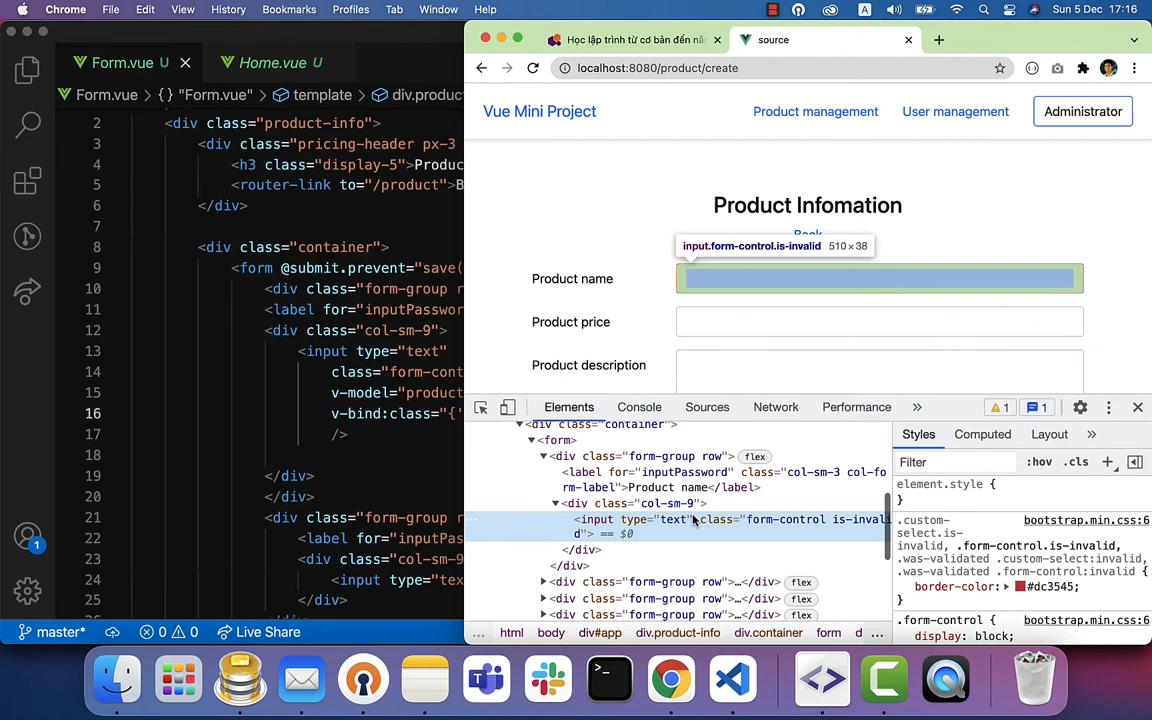 Chrome File Edit View History Bookmarks Profiles Tab Window Help A Sun 5 Dec 17:16
Form.vue U Home.vue U
Form.vue > {} "Form.vue" > template > div.produc
2 <div class="product-info">
3 <div class="pricing-header px-3
4 <h3 class="display-5">Produc
5 <router-link to="/product">B
6 </div>
7
8 <div class="container">
9 <form @submit.prevent="save(
10 <div class="form-group r
11 <label for="inputPasswor
12 <div class="col-sm-9">
13 <input type="text"
14 class="form-cont
15 v-model="product
16 v-bind:class="{'
17 />
18
19 </div>
20 </div>
21 <div class="form-group r
22 <label for="inputPas
23 <div class="col-sm-9
24 <input type="tex
25 </div>
1
master* 0 0 Live Share
Học lập trình từ cơ bản đến nâ
source
localhost:8080/product/create
Vue Mini Project Product management User management Administrator
Product Infomation
Back
input.form-control.is-invalid 510×38
Product name
Product price
Product description
Elements Console Sources Network Performance » 1 1
<div class="container">
<form>
<div class="form-group row"> flex
<label for="inputPassword" class="col-sm-3 col-fo
rm-label">Product name</label>
<div class="col-sm-9">
<input type="text" class="form-control is-invali
d"> == $0
</div>
</div>
<div class="form-group row">…</div> flex
<div class="form-group row">…</div> flex
<div class="form-group row">…</div> flex
... html body div#app div.product-info div.container form d ...
Styles Computed Layout »
Filter :hov .cls +
element.style {
}
.custom- bootstrap.min.css:6
select.is-
invalid, .form-control.is-invalid,
.was-validated .custom-select:invalid,
.was-validated .form-control:invalid {
border-color: #dc3545;
}
.form-control { bootstrap.min.css:6
display: block;